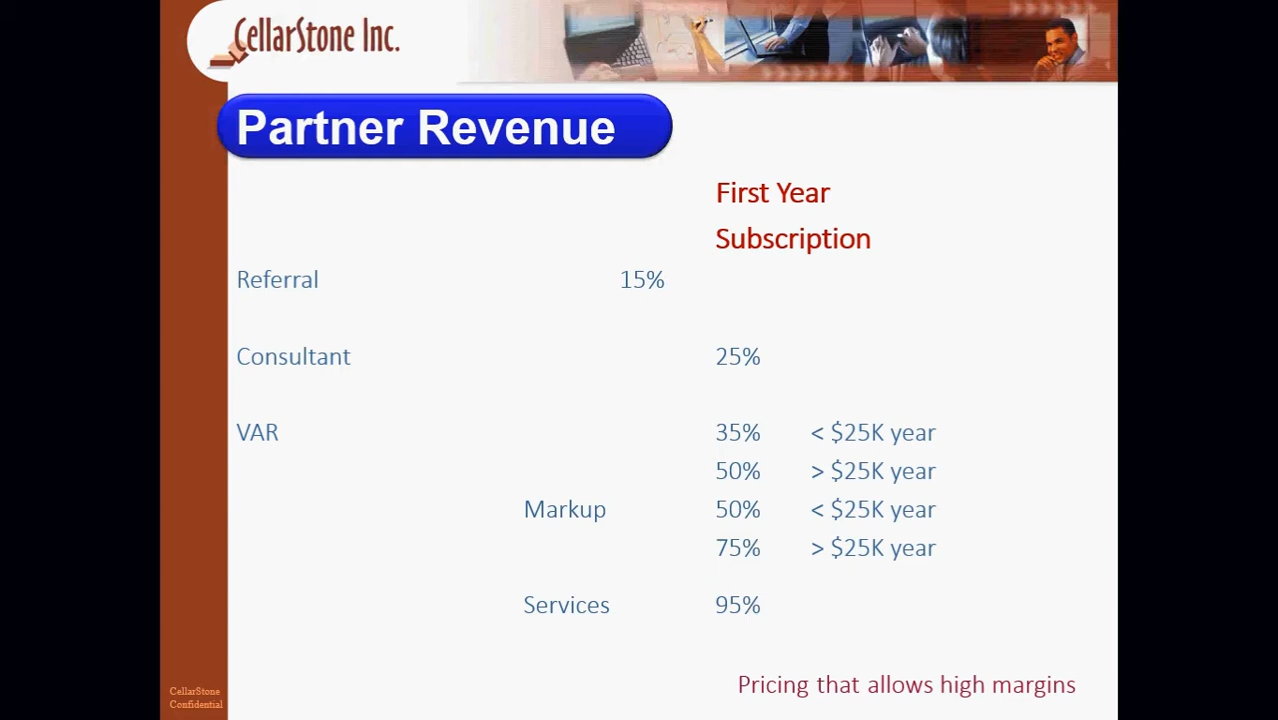 CellarStone Inc.
Partner Revenue
First Year
Subscription
Referral 15%
Consultant 25%
VAR 35% < $25K year
50% > $25K year
Markup 50% < $25K year
75% > $25K year
Services 95%
Pricing that allows high margins
CellarStone
Confidential